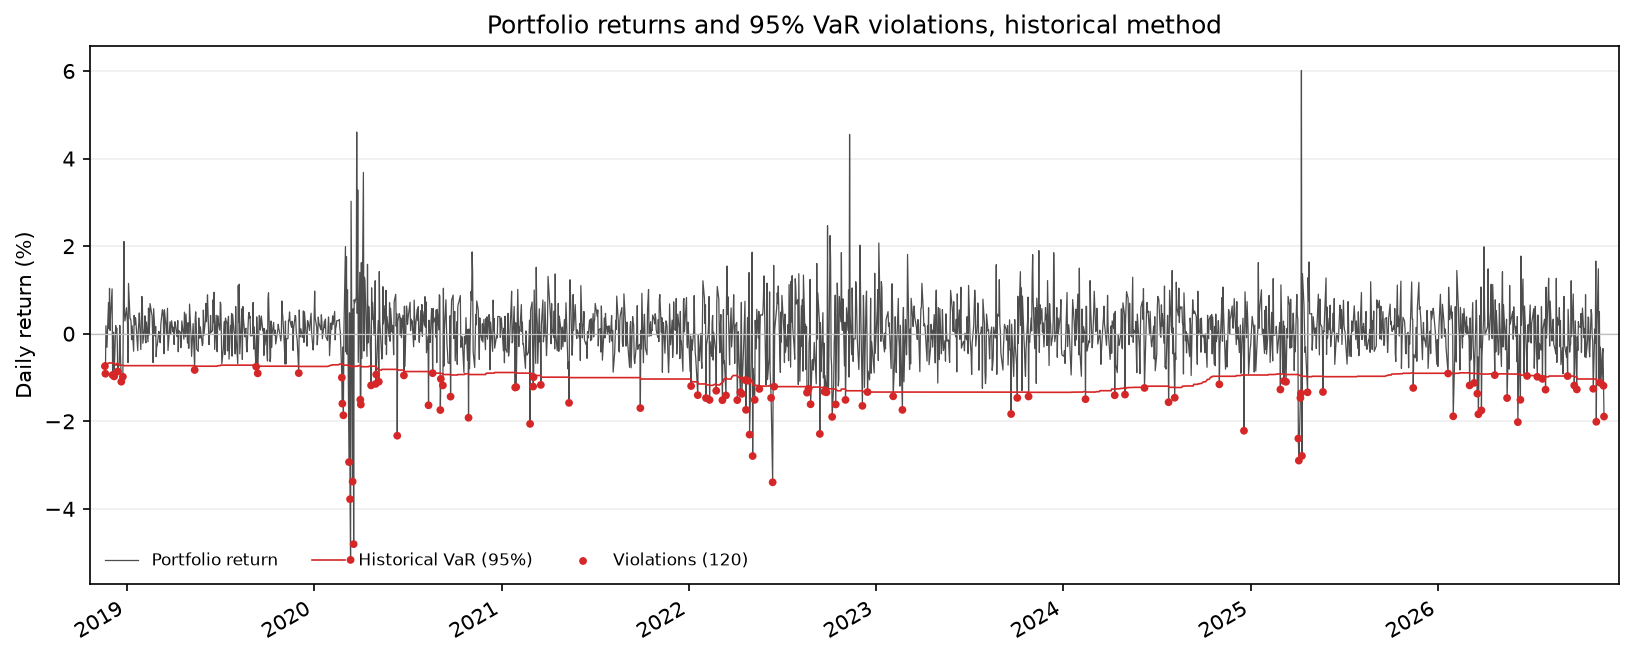 Portfolio returns and 95% VaR violations, historical method
Daily return (%)
6
4
2
0
−2
−4
Portfolio return
Historical VaR (95%)
Violations (120)
2019
2020
2021
2022
2023
2024
2025
2026